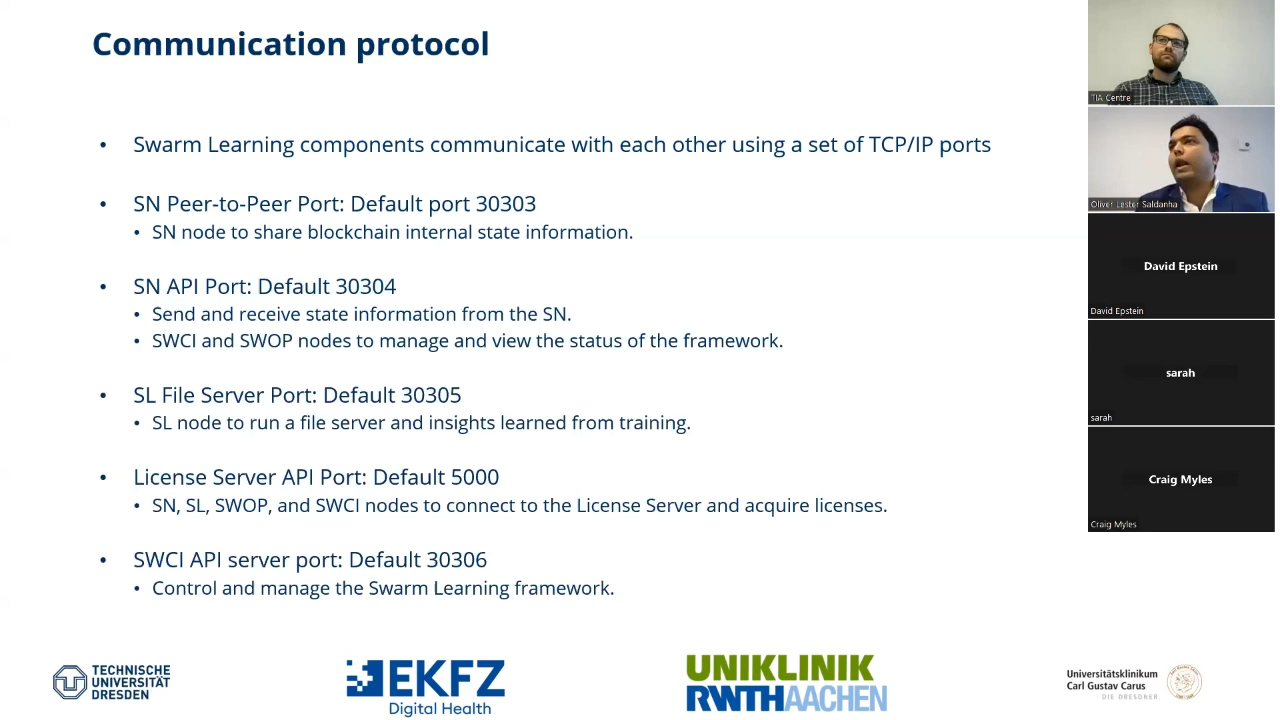 Communication protocol
• Swarm Learning components communicate with each other using a set of TCP/IP ports
• SN Peer-to-Peer Port: Default port 30303
• SN node to share blockchain internal state information.
• SN API Port: Default 30304
• Send and receive state information from the SN.
• SWCI and SWOP nodes to manage and view the status of the framework.
• SL File Server Port: Default 30305
• SL node to run a file server and insights learned from training.
• License Server API Port: Default 5000
• SN, SL, SWOP, and SWCI nodes to connect to the License Server and acquire licenses.
• SWCI API server port: Default 30306
• Control and manage the Swarm Learning framework.
TECHNISCHE
UNIVERSITÄT
DRESDEN
EKFZ
Digital Health
UNIKLINIK
RWTHAACHEN
Universitätsklinikum
Carl Gustav Carus
DIE DRESDNER.
TIA Centre
Oliver Lester Saldanha
David Epstein
David Epstein
sarah
sarah
Craig Myles
Craig Myles